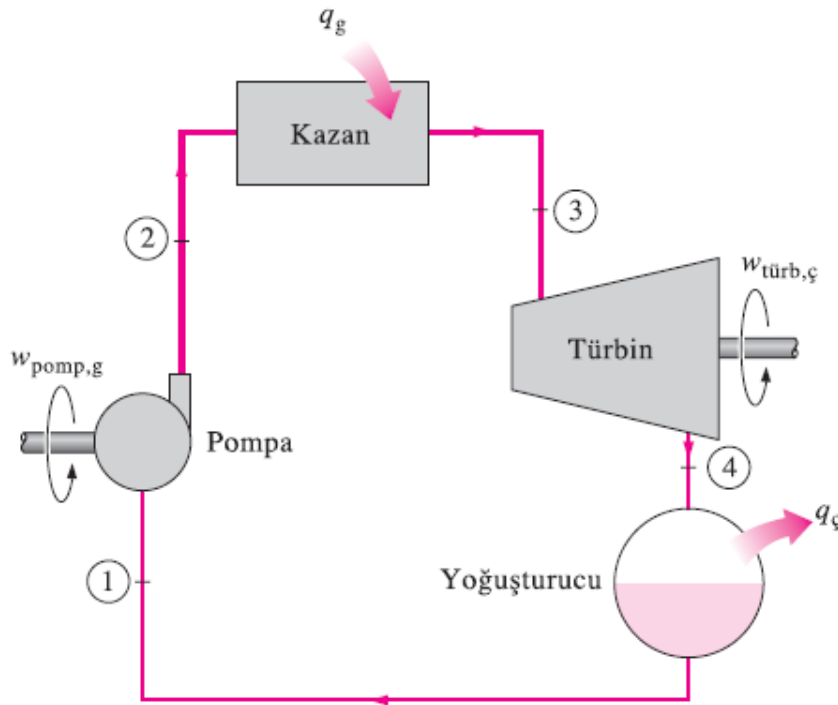 q_g
Kazan
2
3
w_türb,ç
Türbin
w_pomp,g
Pompa
4
q_ç
1
Yoğuşturucu